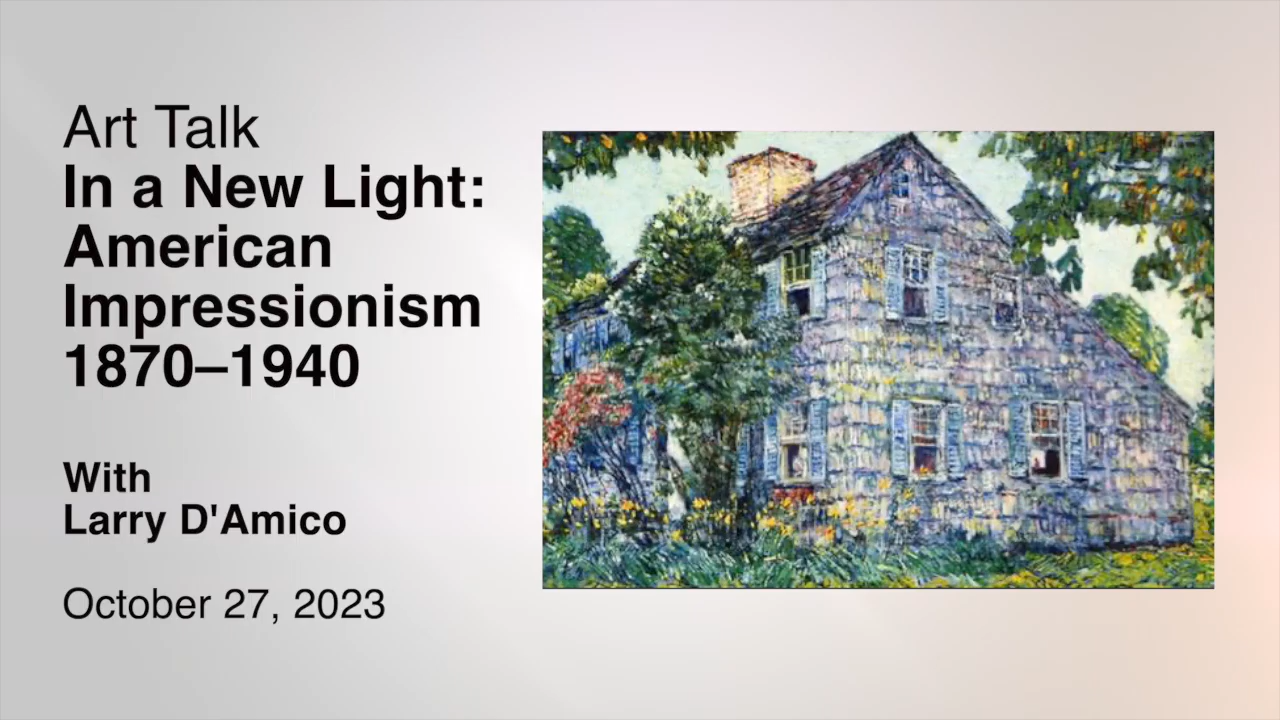 Art Talk
In a New Light:
American
Impressionism
1870–1940
With
Larry D'Amico
October 27, 2023